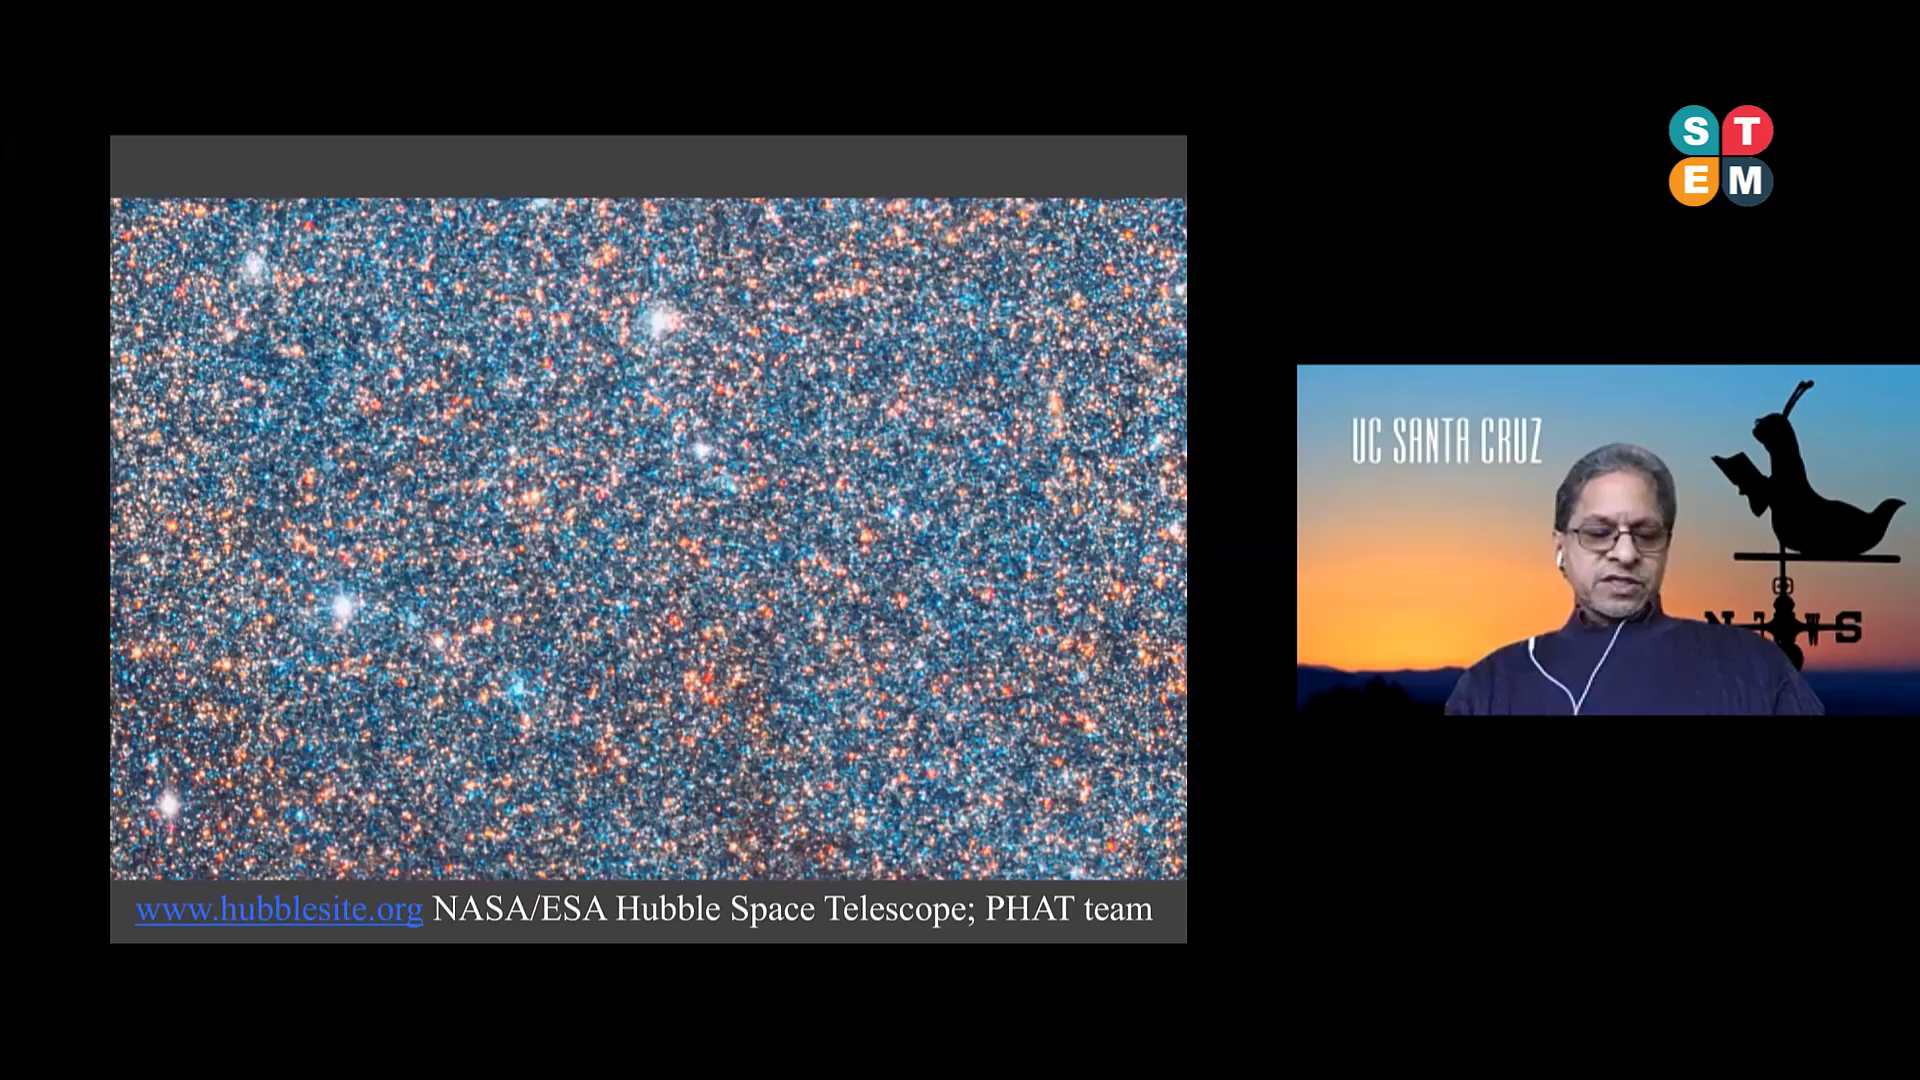 S T
E M
UC SANTA CRUZ
N W S
www.hubblesite.org NASA/ESA Hubble Space Telescope; PHAT team